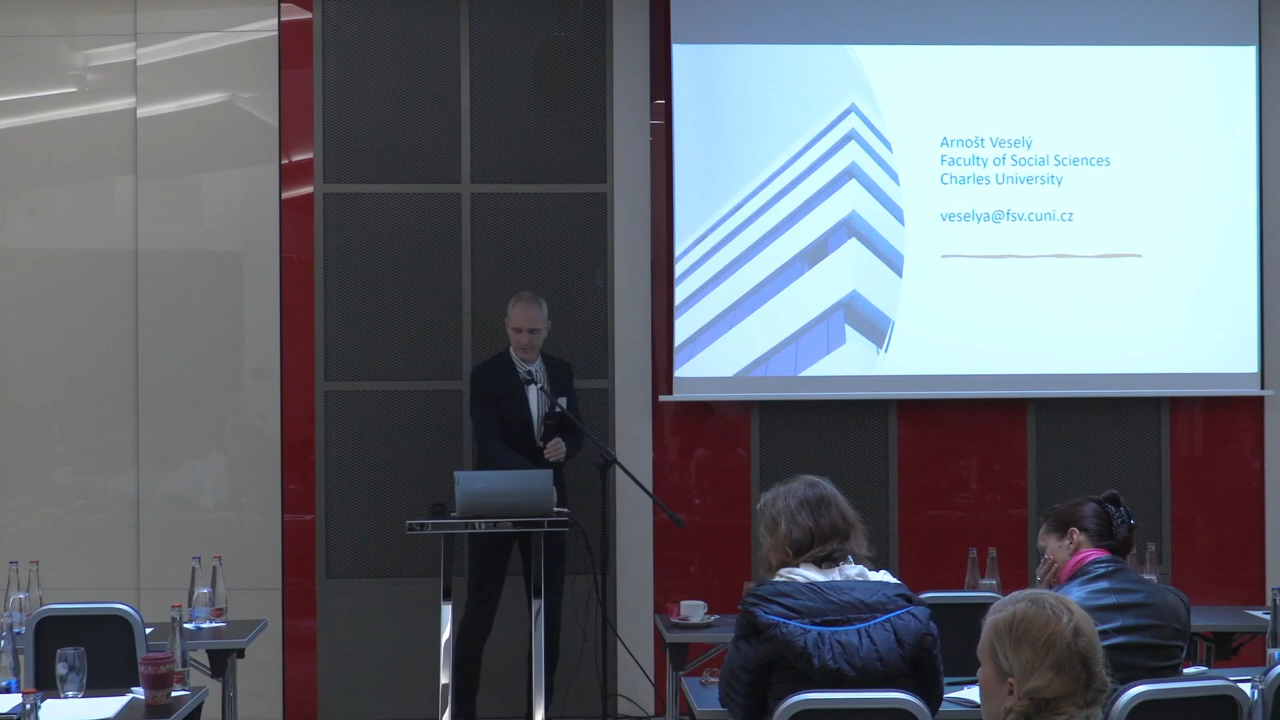 Arnošt Veselý
Faculty of Social Sciences
Charles University
veselya@fsv.cuni.cz